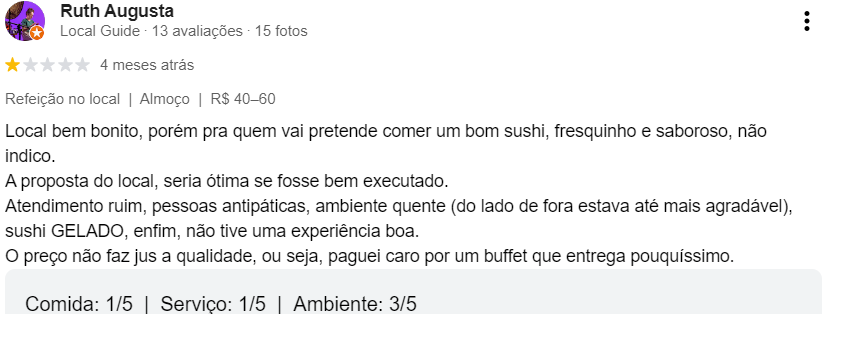 Ruth Augusta
Local Guide · 13 avaliações · 15 fotos
4 meses atrás
Refeição no local | Almoço | R$ 40–60
Local bem bonito, porém pra quem vai pretende comer um bom sushi, fresquinho e saboroso, não
indico.
A proposta do local, seria ótima se fosse bem executado.
Atendimento ruim, pessoas antipáticas, ambiente quente (do lado de fora estava até mais agradável),
sushi GELADO, enfim, não tive uma experiência boa.
O preço não faz jus a qualidade, ou seja, paguei caro por um buffet que entrega pouquíssimo.
Comida: 1/5 | Serviço: 1/5 | Ambiente: 3/5